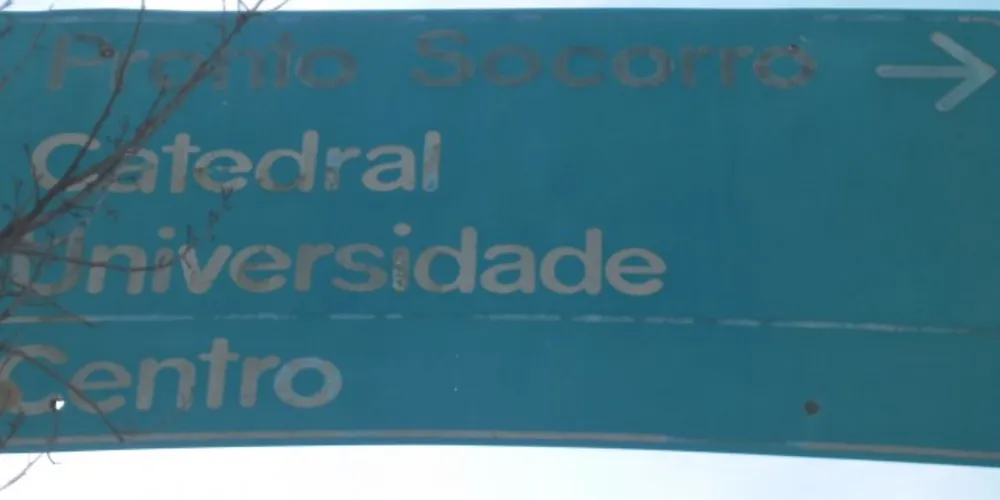 Pronto Socorro
Catedral
Universidade
Centro